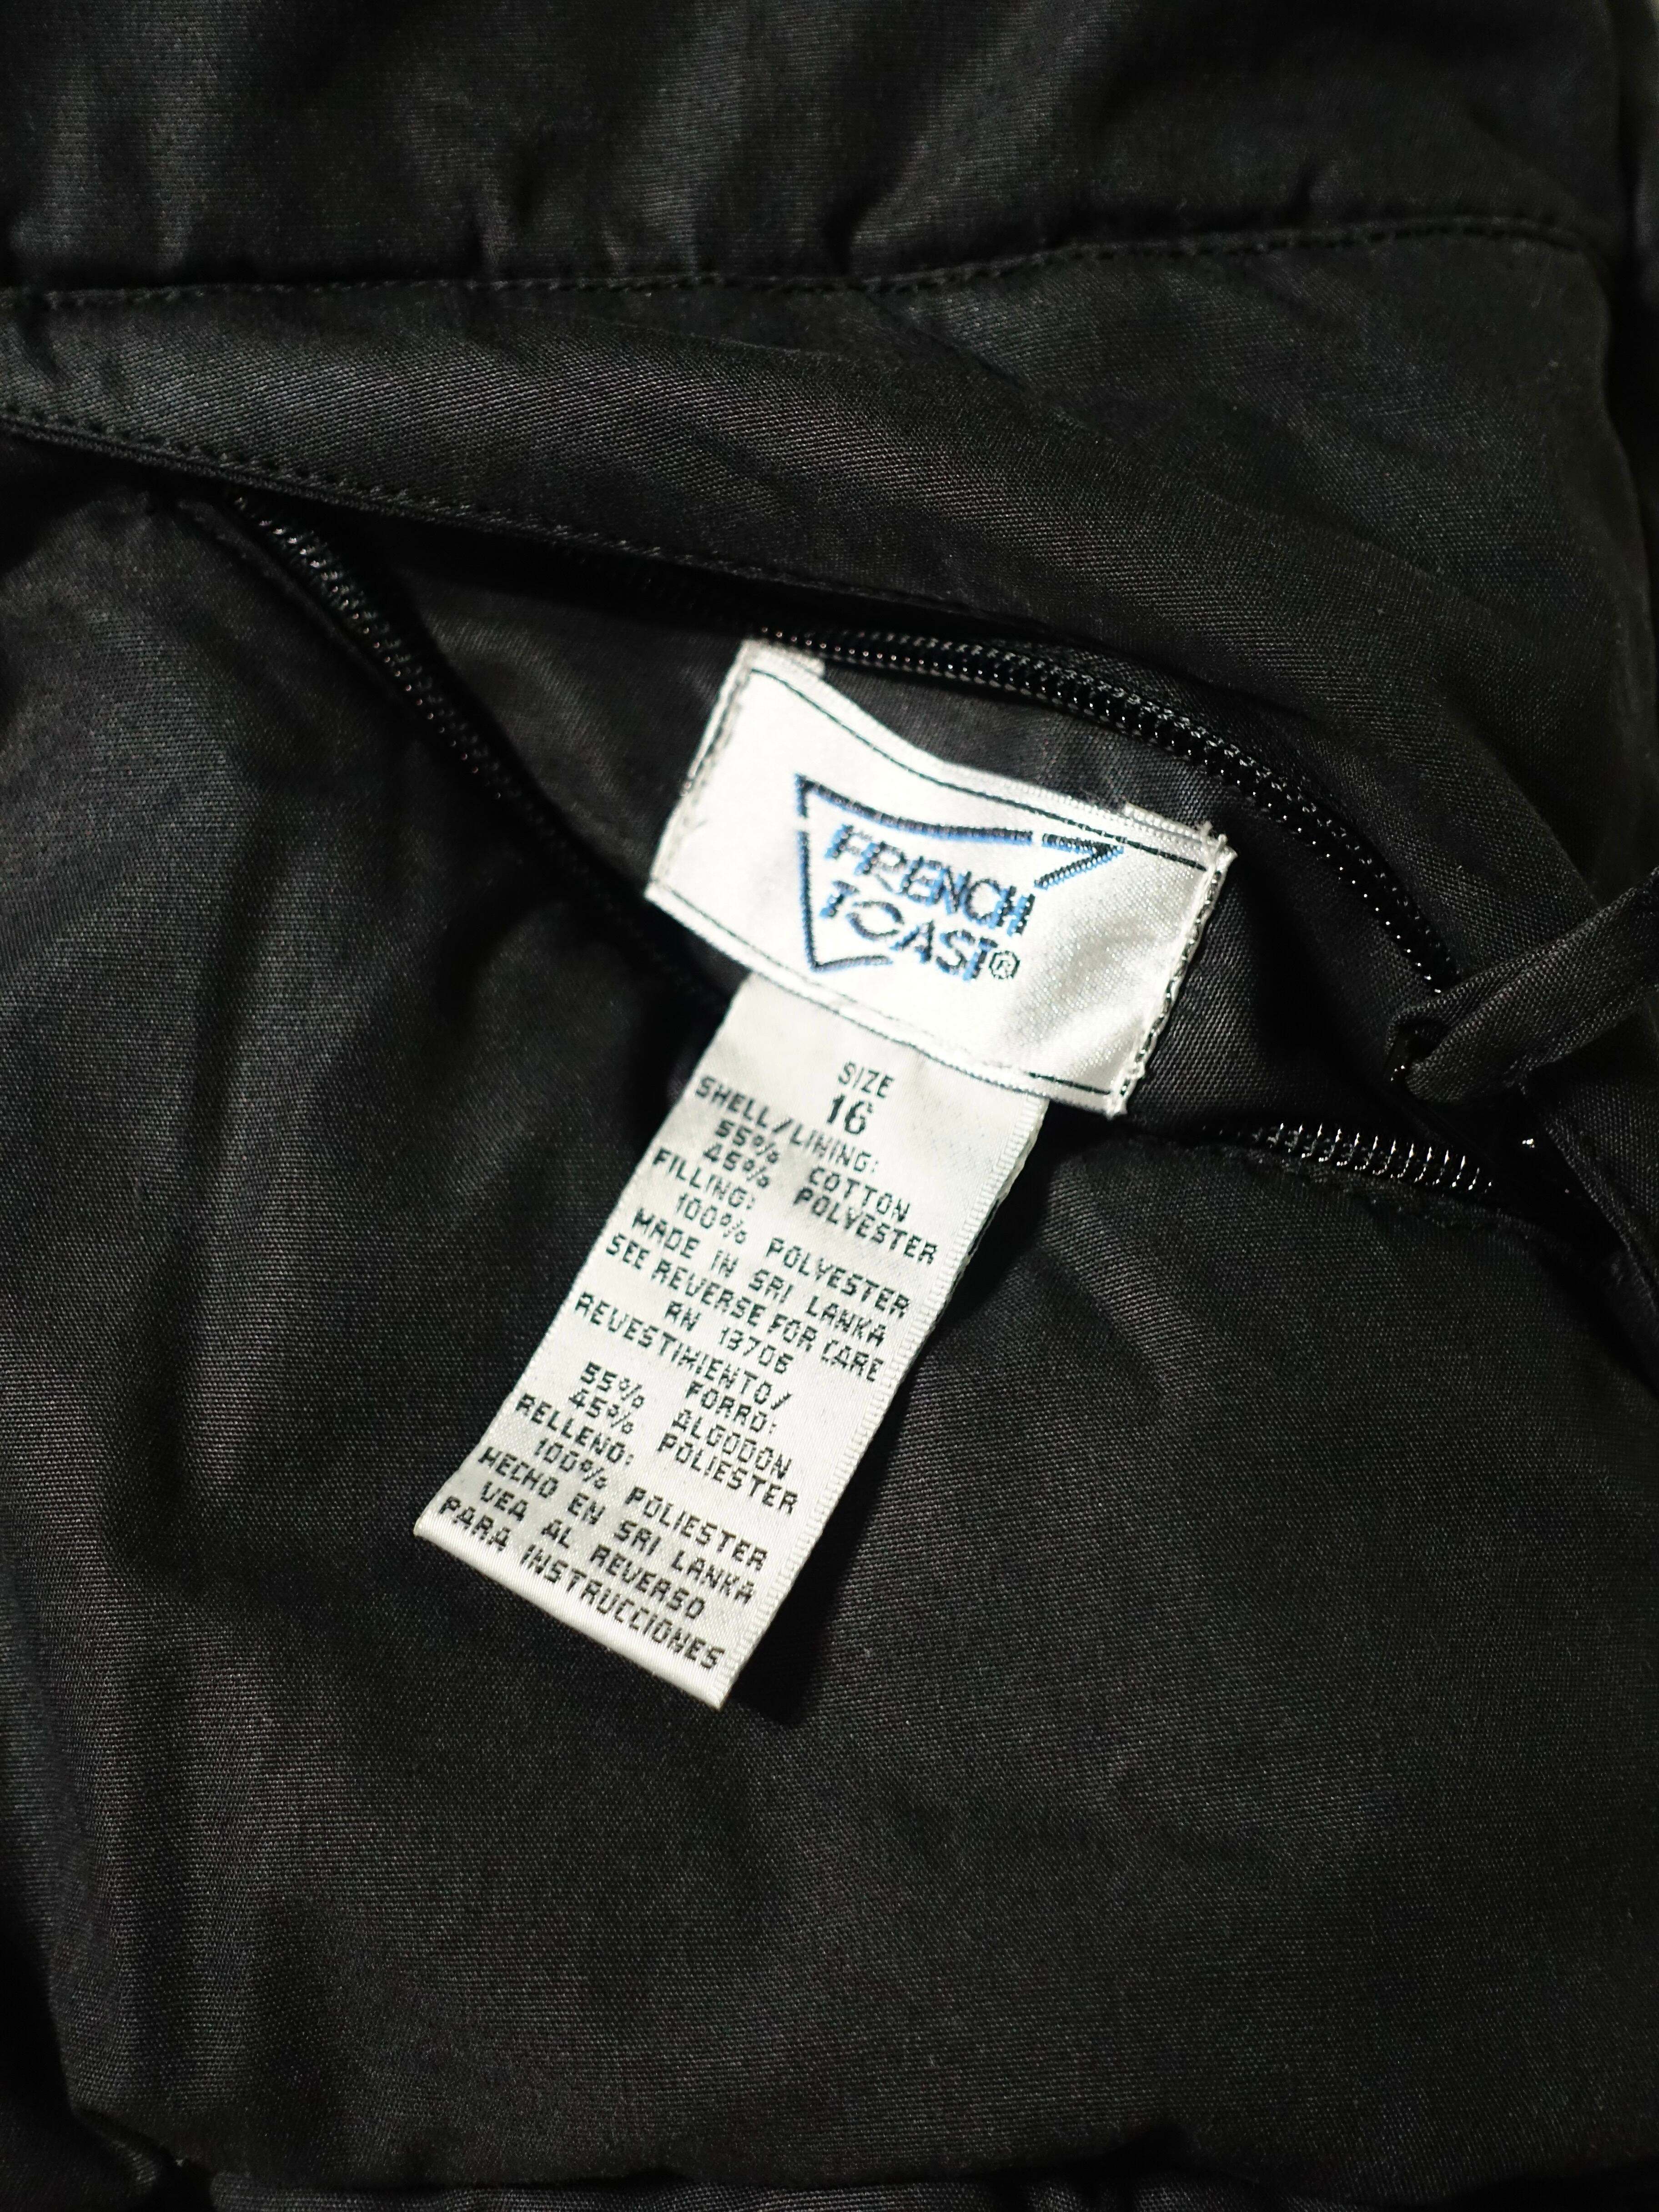 FRENCH
TOAST®
SIZE
16
SHELL/LINING:
55% COTTON
45% POLYESTER
FILLING:
100% POLYESTER
MADE IN SRI LANKA
SEE REVERSE FOR CARE
RN 13706
REVESTIMIENTO/
FORRO:
55% ALGODON
45% POLIESTER
RELLENO:
100% POLIESTER
HECHO EN SRI LANKA
VEA AL REVERSO
PARA INSTRUCCIONES